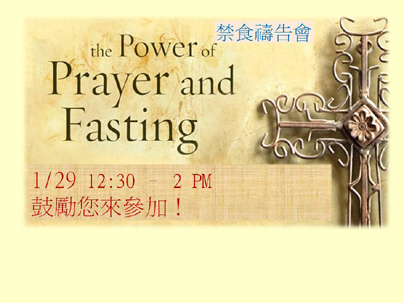 禁食禱告會
the Power of
Prayer and
Fasting
1/29 12:30 – 2 PM
鼓勵您來參加！